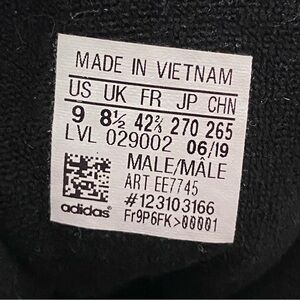 MADE IN VIETNAM
US UK FR JP CHN
9 8½ 42⅔ 270 265
LVL 029002 06/19
MALE/MÂLE
ART EE7745
#123103166
adidas Fr9P6FK>00001